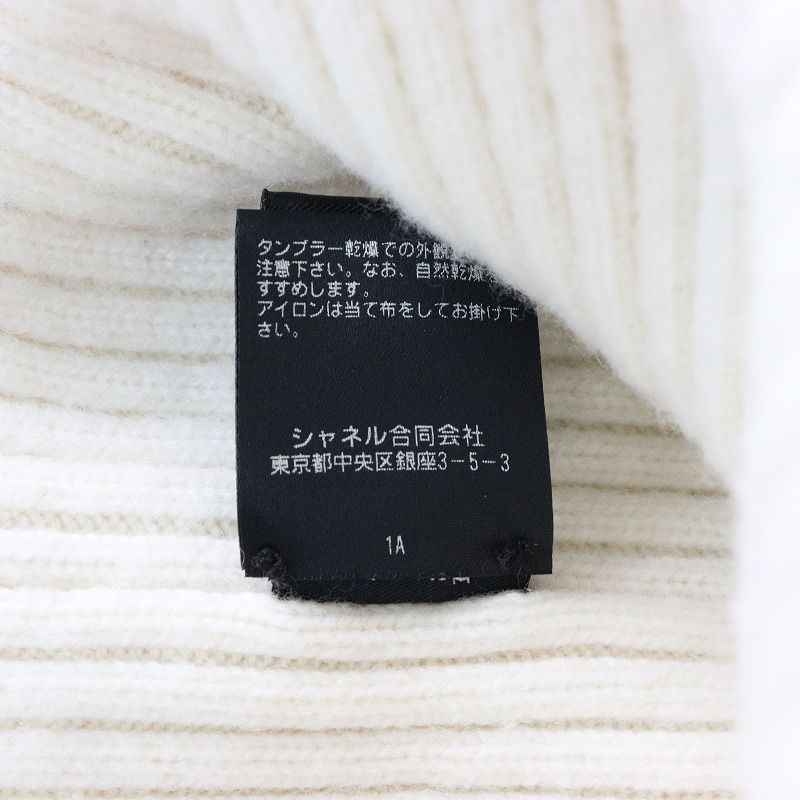 タンブラー乾燥での外観
注意下さい。なお、自然乾燥
すすめします。
アイロンは当て布をしてお掛け下
さい。
シャネル合同会社
東京都中央区銀座3-5-3
1A